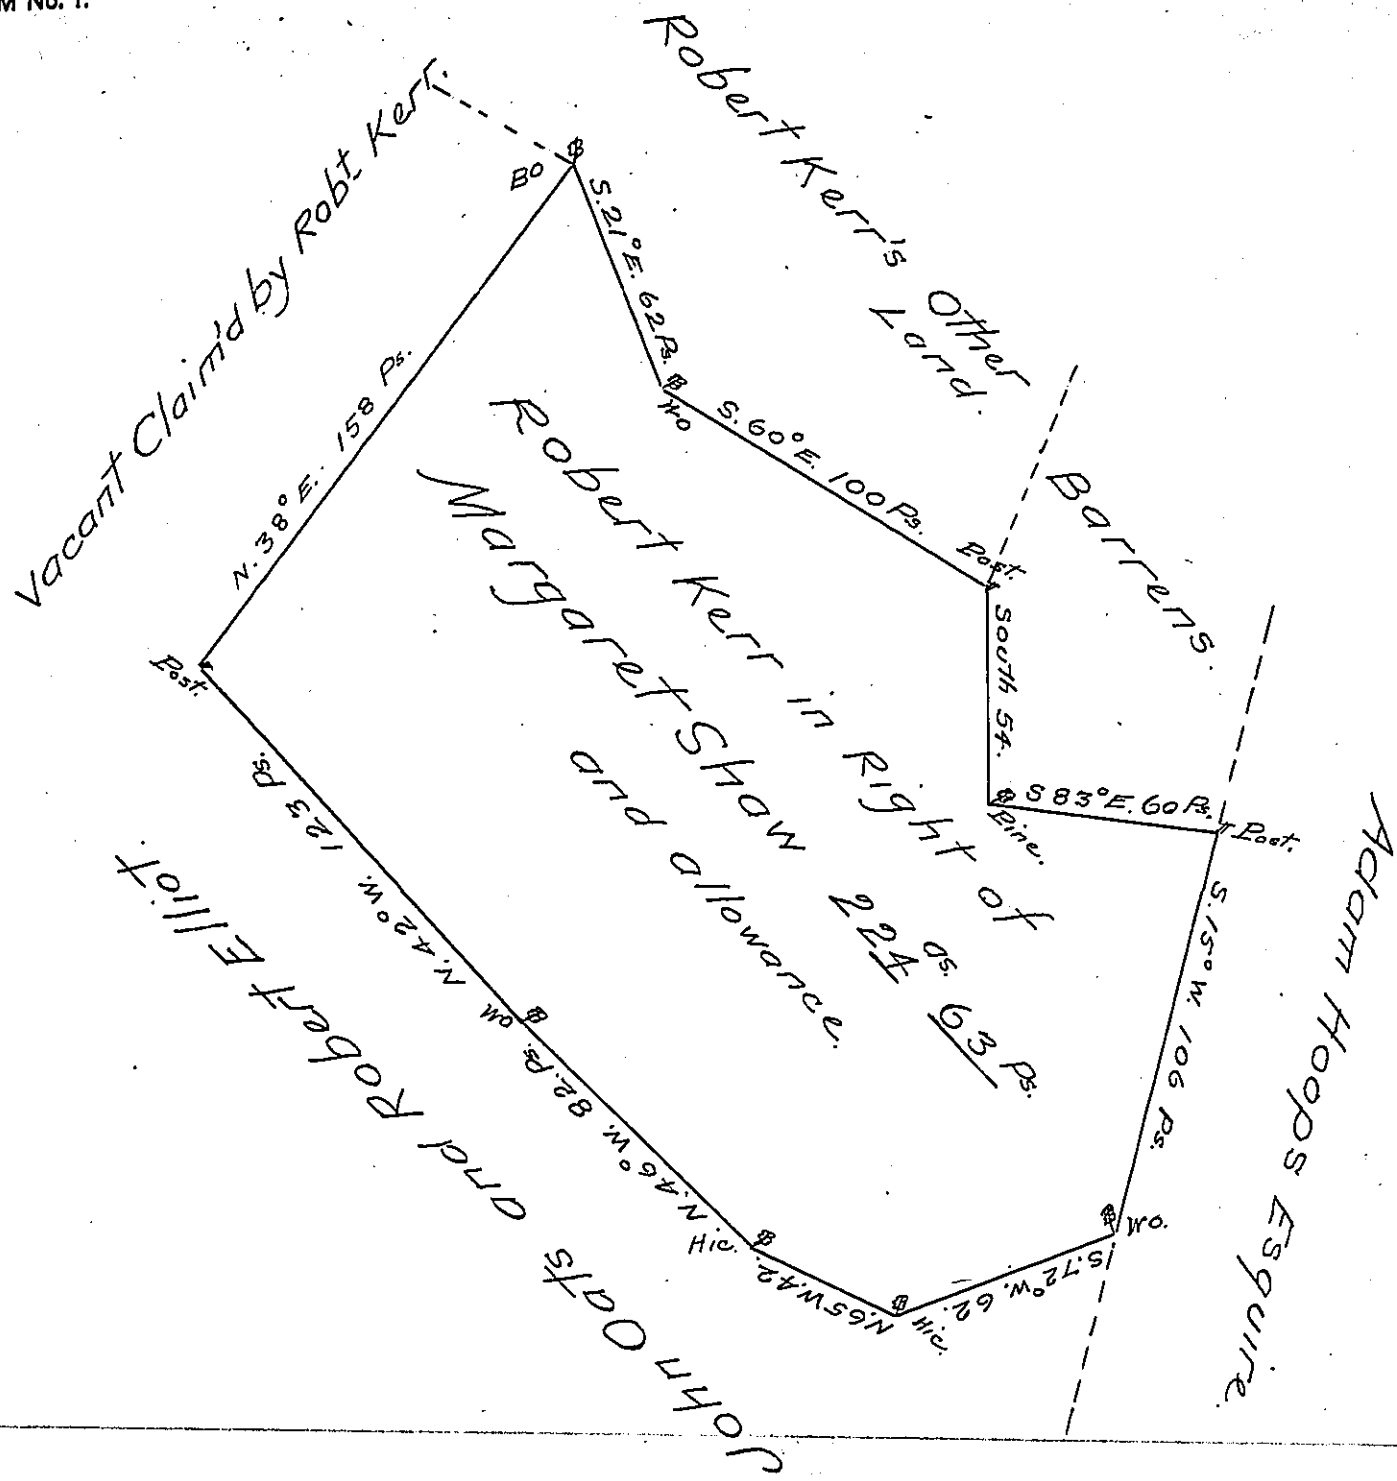 M No. 1.
Vacant Claim'd by Robt Kerr.
Robert Kerr's Other
Land.
Barrens.
Adam Hoops Esquire.
John Oats and Robert Elliot.
Robert Kerr in Right of
Margaret Shaw 224 as. 63 Ps.
and allowance.
BO
S. 21° E. 62 Ps.
WO
S. 60° E. 100 Ps.
Post.
South 54.
Pine.
S 83° E. 60 Ps.
Post.
S. 15° W. 106 Ps.
WO.
S. 72° W. 62.
Hic.
N. 65 W. 42
Hic.
N. 46° W. 82. Ps.
WO
N. 42° W. 123 Ps.
Post.
N. 38° E. 158 Ps.